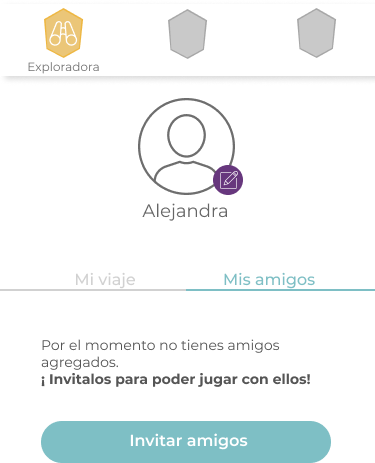 Exploradora
Alejandra
Mi viaje
Mis amigos
Por el momento no tienes amigos
agregados.
¡ Invitalos para poder jugar con ellos!
Invitar amigos